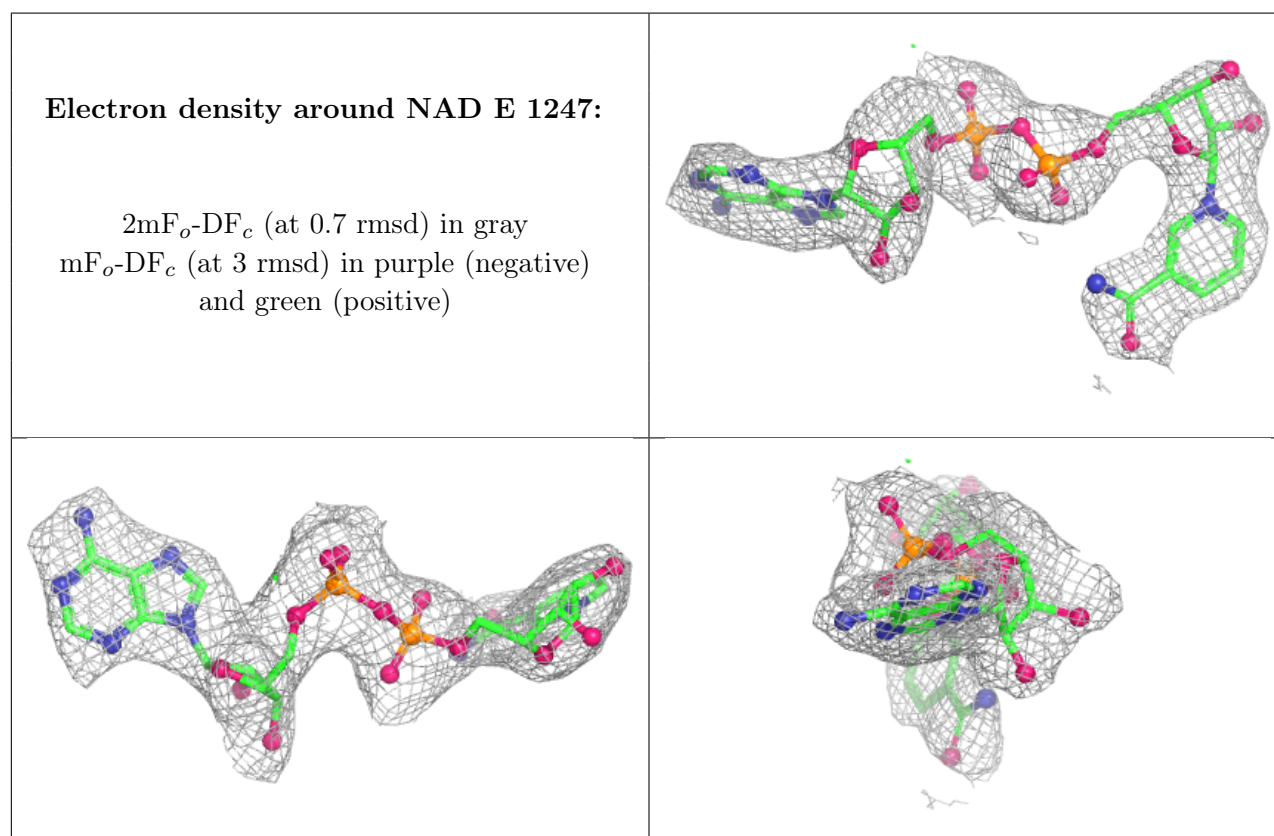 Electron density around NAD E 1247:
2mFₒ-DF𝒸 (at 0.7 rmsd) in gray
mFₒ-DF𝒸 (at 3 rmsd) in purple (negative)
and green (positive)